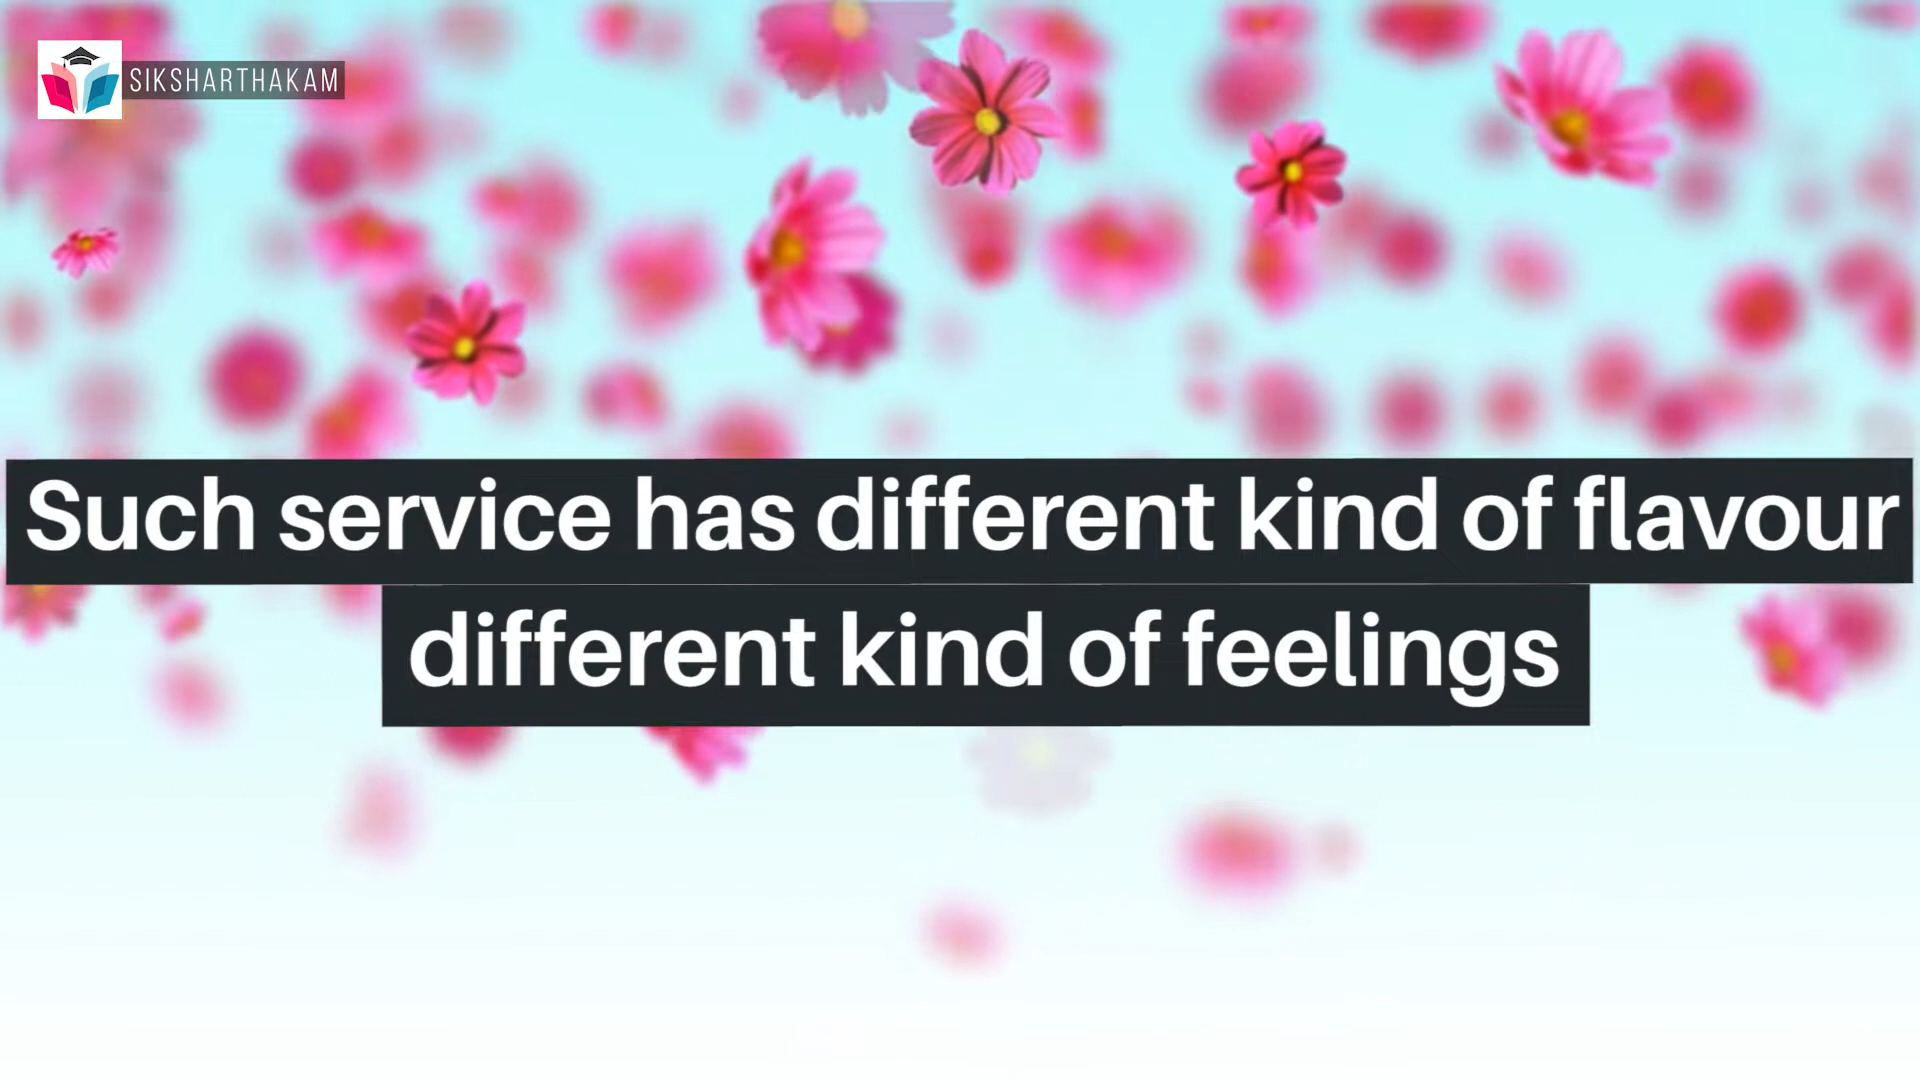 SIKSHARTHAKAM
Such service has different kind of flavour
different kind of feelings